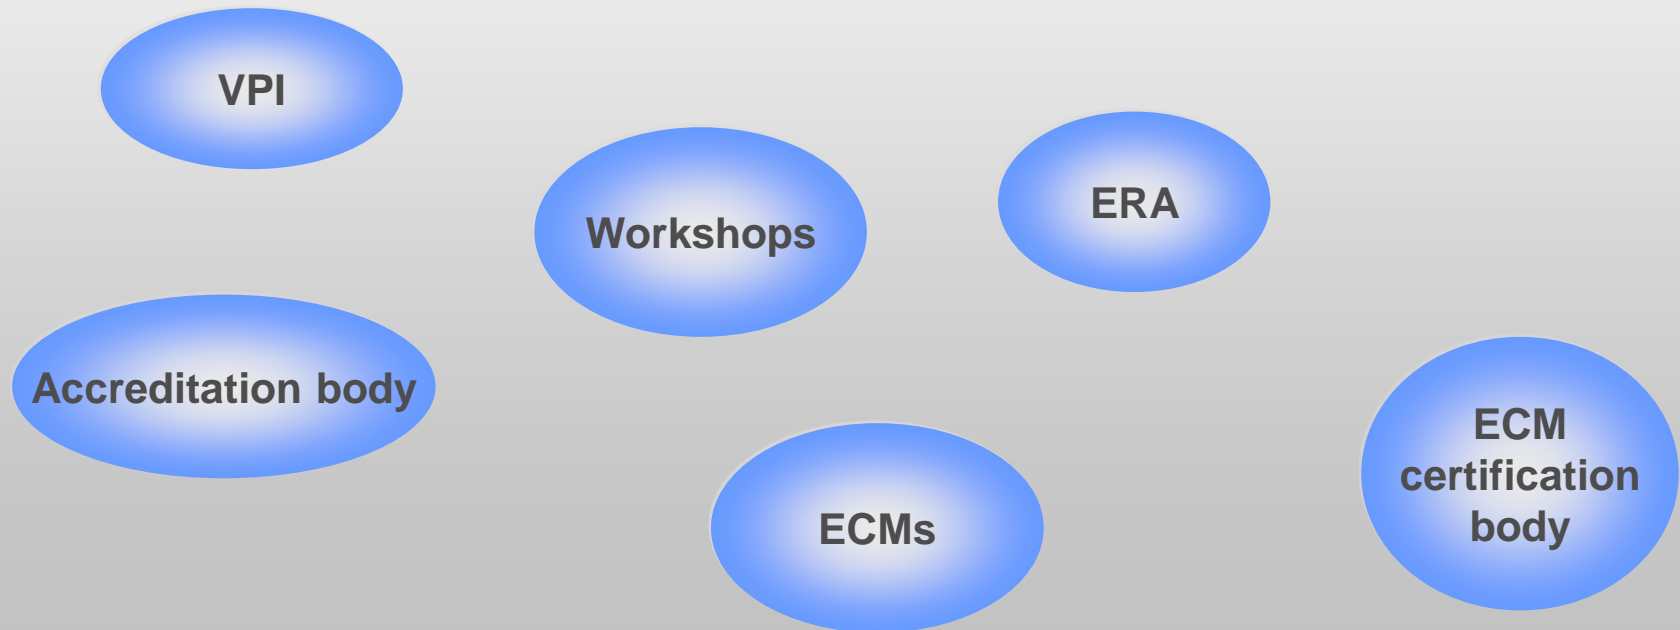 VPI
Workshops
ERA
Accreditation body
ECMs
ECM
certification
body